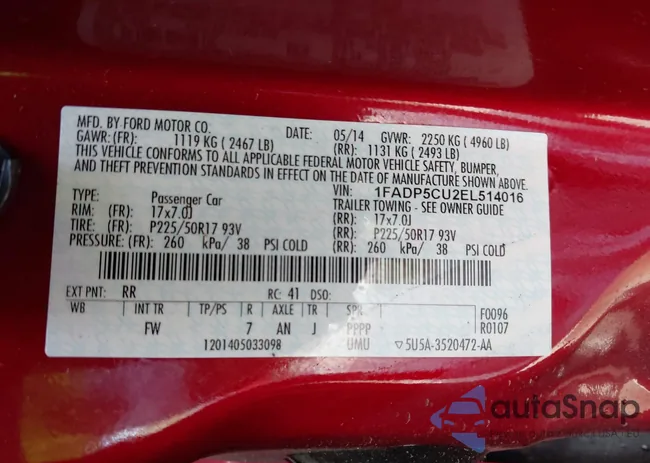 MFD. BY FORD MOTOR CO. DATE: 05/14 GVWR: 2250 KG ( 4960 LB)
GAWR: (FR): 1119 KG ( 2467 LB) (RR): 1131 KG ( 2493 LB)
THIS VEHICLE CONFORMS TO ALL APPLICABLE FEDERAL MOTOR VEHICLE SAFETY, BUMPER,
AND THEFT PREVENTION STANDARDS IN EFFECT ON THE DATE OF MANUFACTURE SHOWN ABOVE
VIN: 1FADP5CU2EL514016
TYPE: Passenger Car TRAILER TOWING - SEE OWNER GUIDE
RIM: (FR): 17x7.0J (RR): 17x7.0J
TIRE: (FR): P225/50R17 93V (RR): P225/50R17 93V
PRESSURE: (FR): 260 kPa/ 38 PSI COLD (RR): 260 kPa/ 38 PSI COLD
EXT PNT: RR RC: 41 DSO:
WB INT TR TP/PS R AXLE TR SPR F0096
FW 7 AN J PPPP R0107
1201405033098 UMU ▽5U5A-3520472-AA
autaSnap